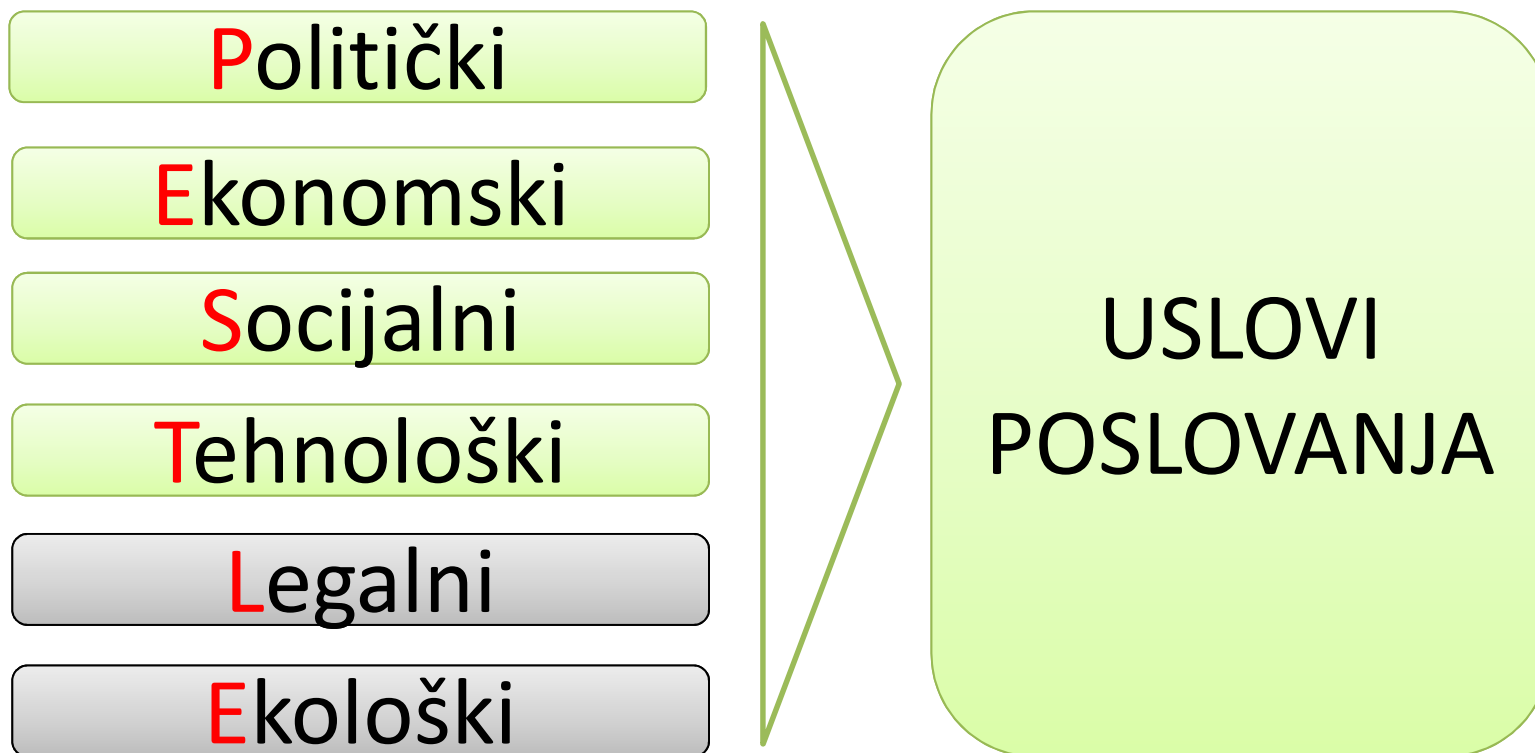 Politički
Ekonomski
Socijalni
Tehnološki
Legalni
Ekološki
USLOVI
POSLOVANJA